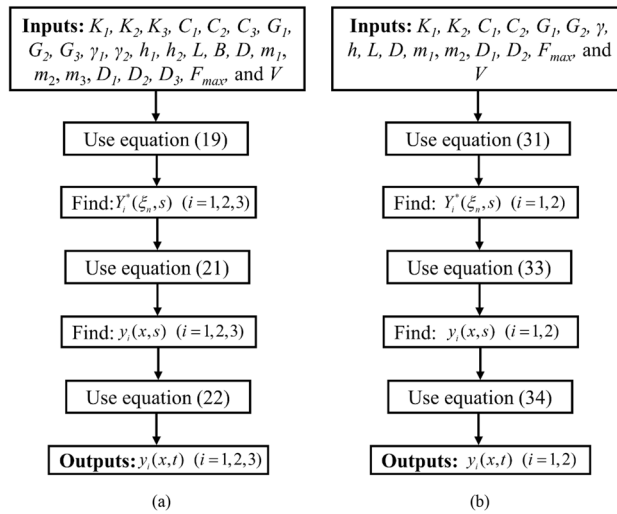 Inputs: K₁, K₂, K₃, C₁, C₂, C₃, G₁,
G₂, G₃, γ₁, γ₂, h₁, h₂, L, B, D, m₁,
m₂, m₃, D₁, D₂, D₃, Fₘₐₓ, and V
Use equation (19)
Find:Yᵢ*(ξₙ,s) (i=1,2,3)
Use equation (21)
Find: yᵢ(x,s) (i=1,2,3)
Use equation (22)
Outputs: yᵢ(x,t) (i=1,2,3)
(a)
Inputs: K₁, K₂, C₁, C₂, G₁, G₂, γ,
h, L, D, m₁, m₂, D₁, D₂, Fₘₐₓ, and
V
Use equation (31)
Find: Yᵢ*(ξₙ,s) (i=1,2)
Use equation (33)
Find: yᵢ(x,s) (i=1,2)
Use equation (34)
Outputs: yᵢ(x,t) (i=1,2)
(b)